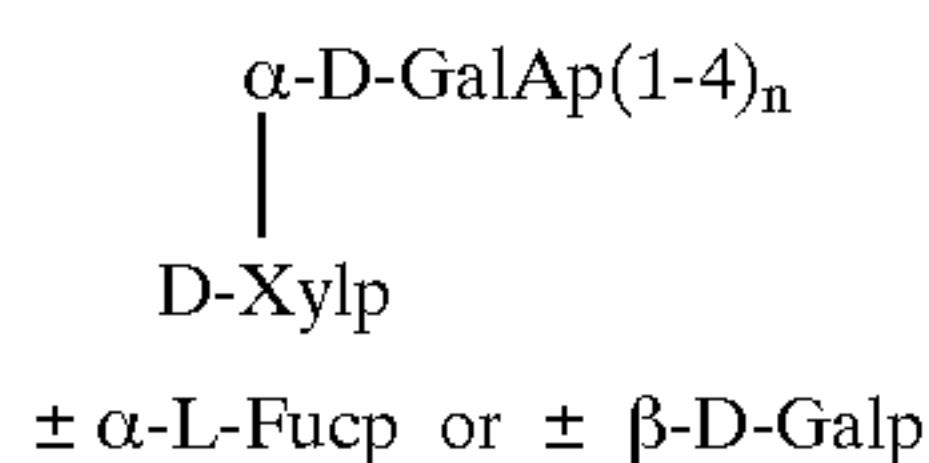 α-D-GalAp(1-4)n
D-Xylp
± α-L-Fucp or ± β-D-Galp